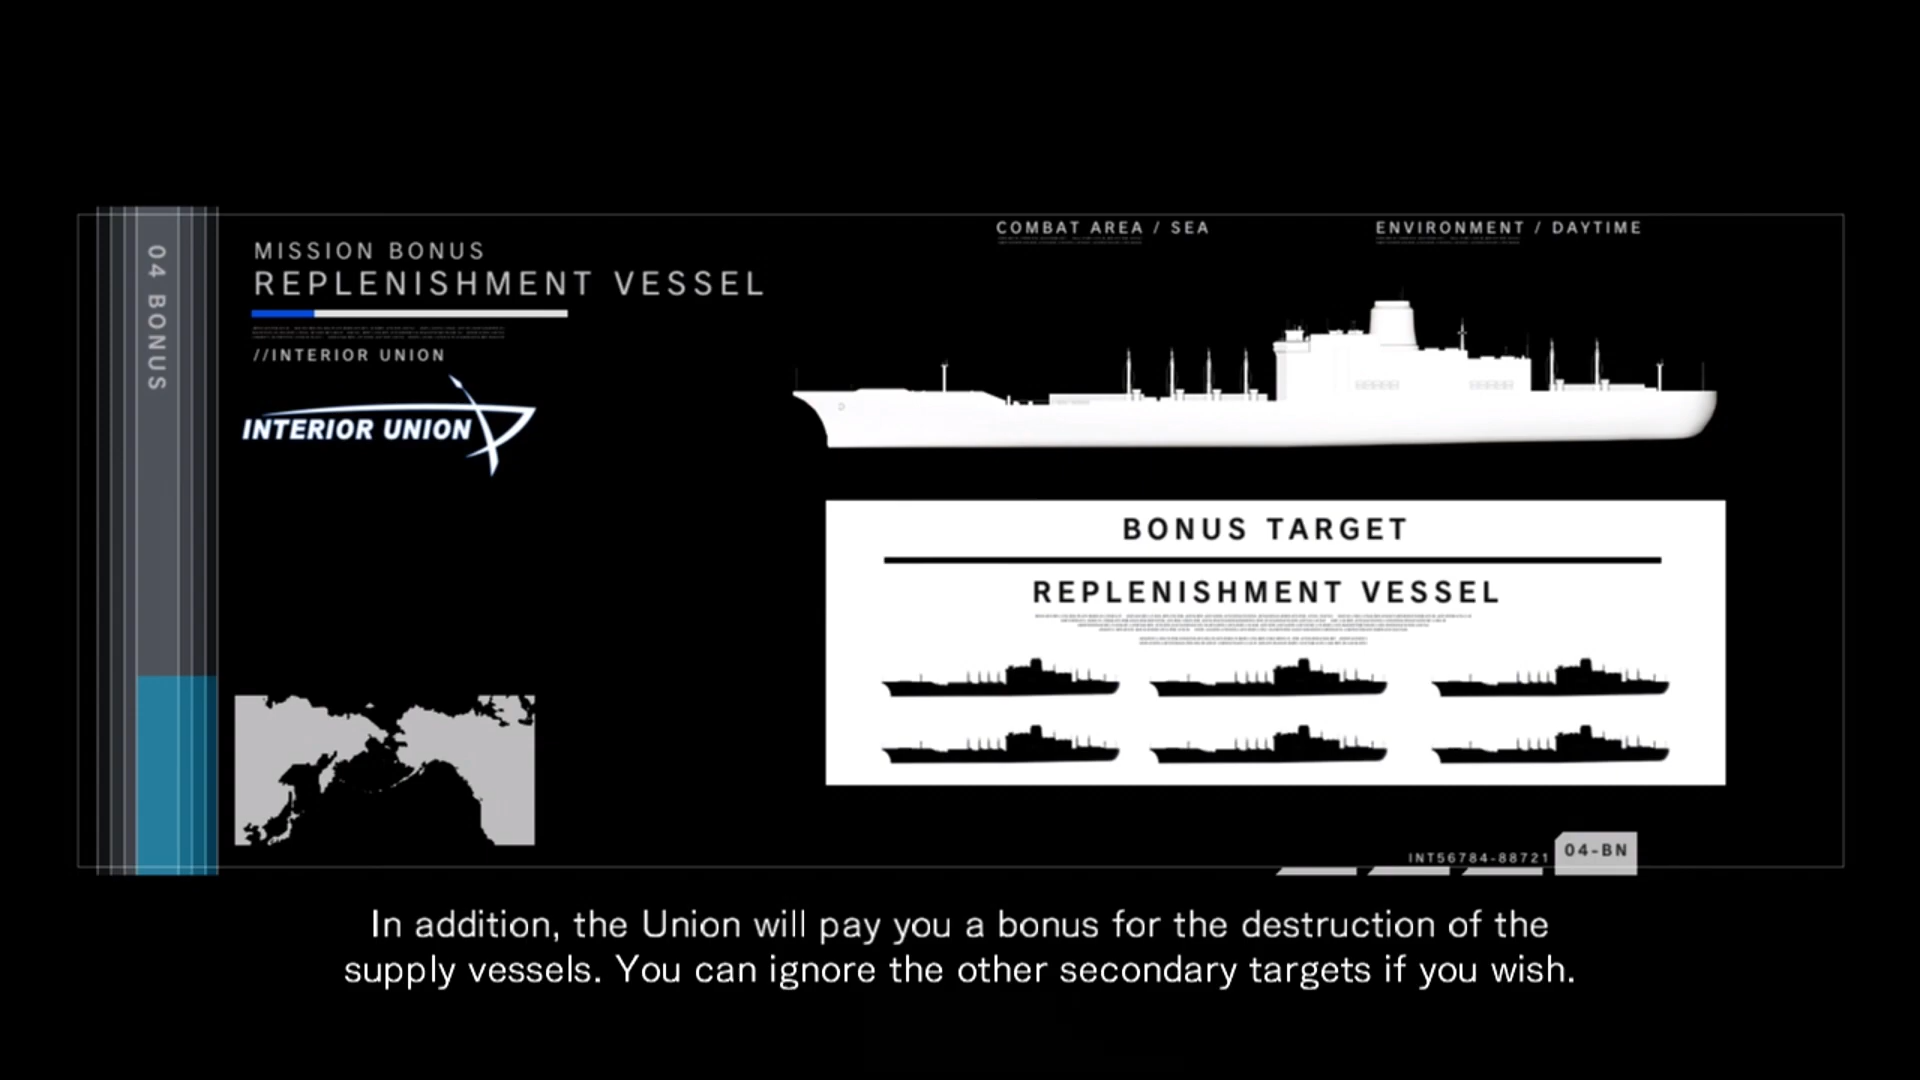 04 BONUS
MISSION BONUS
REPLENISHMENT VESSEL
//INTERIOR UNION
INTERIOR UNION
COMBAT AREA / SEA
ENVIRONMENT / DAYTIME
BONUS TARGET
REPLENISHMENT VESSEL
INT56784-88721
04-BN
In addition, the Union will pay you a bonus for the destruction of the
supply vessels. You can ignore the other secondary targets if you wish.